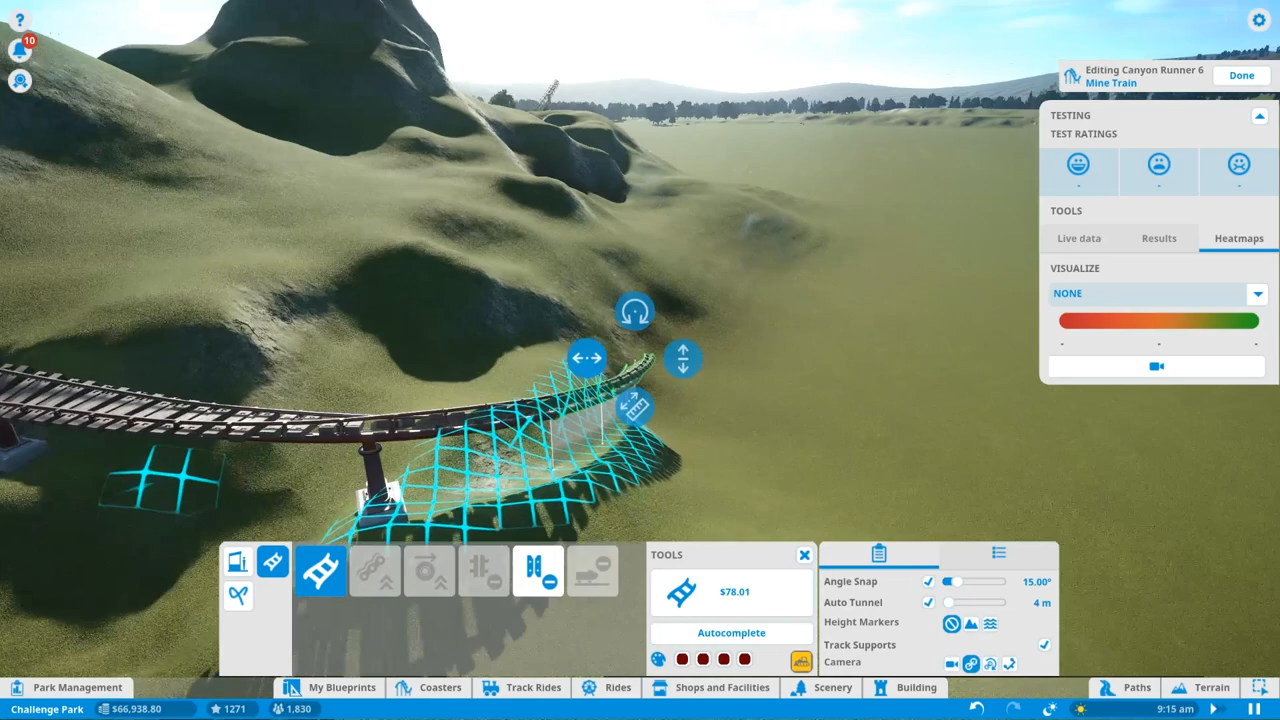 ?
10
Editing Canyon Runner 6
Mine Train
Done
TESTING
TEST RATINGS
- - -
TOOLS
Live data Results Heatmaps
VISUALIZE
NONE
- - -
TOOLS
$78.01
Autocomplete
Angle Snap 15.00°
Auto Tunnel 4 m
Height Markers
Track Supports
Camera
Park Management My Blueprints Coasters Track Rides Rides Shops and Facilities Scenery Building Paths Terrain
Challenge Park $66,938.80 1271 1,830 9:15 am